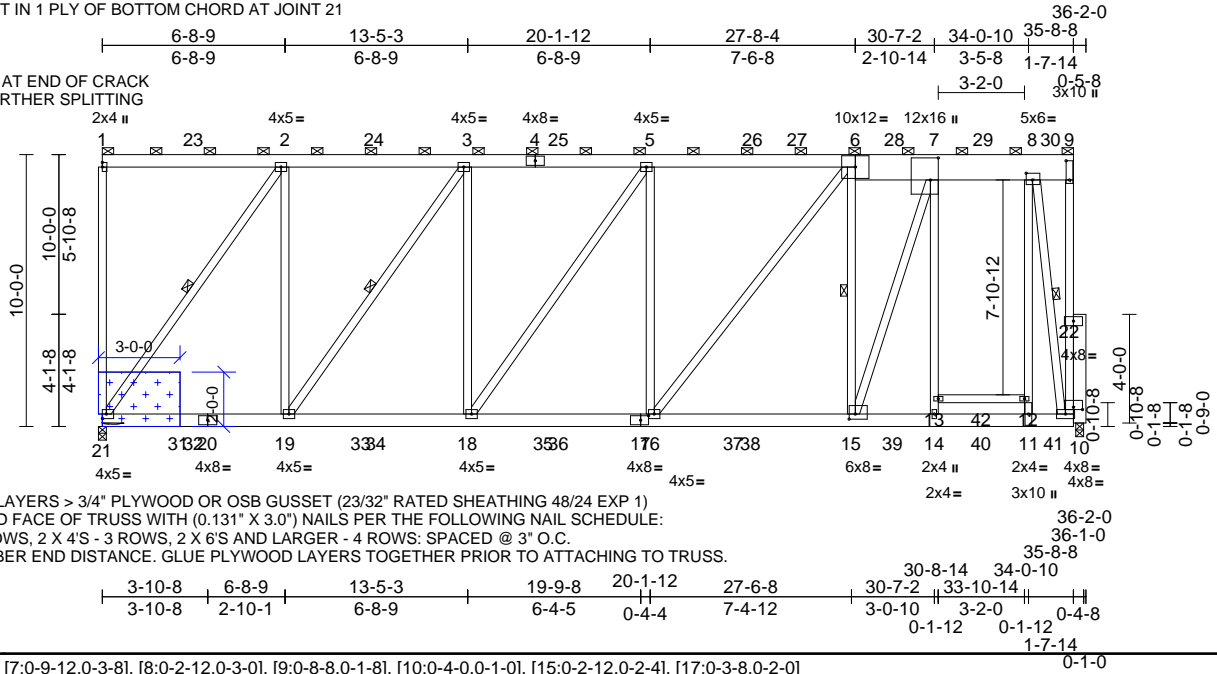 T IN 1 PLY OF BOTTOM CHORD AT JOINT 21
36-2-0
6-8-9 13-5-3 20-1-12 27-8-4 30-7-2 34-0-10 35-8-8
6-8-9 6-8-9 6-8-9 7-6-8 2-10-14 3-5-8 1-7-14
0-5-8
AT END OF CRACK
RTHER SPLITTING
3-2-0
3x10 II
2x4 II 4x5= 4x5= 4x8= 4x5= 10x12= 12x16 II 5x6=
1 23 2 24 3 4 25 5 26 27 6 28 7 29 8 30 9
10-0-0
10-0-0
5-10-8
4-1-8
4-1-8
3-0-0
2-0-0
7-10-12
22
4x8=
4-0-0
0-10-8
0-10-8
0-1-8
0-1-8
0-9-0
13 42 12
21 31 32 20 19 33 34 18 35 36 17 16 37 38 15 39 14 40 11 41 10
4x5= 4x8= 4x5= 4x5= 4x8= 4x5= 6x8= 2x4 II 2x4= 4x8=
4x8=
2x4= 3x10 II
LAYERS > 3/4" PLYWOOD OR OSB GUSSET (23/32" RATED SHEATHING 48/24 EXP 1)
D FACE OF TRUSS WITH (0.131" X 3.0") NAILS PER THE FOLLOWING NAIL SCHEDULE:
OWS, 2 X 4'S - 3 ROWS, 2 X 6'S AND LARGER - 4 ROWS: SPACED @ 3" O.C.
BER END DISTANCE. GLUE PLYWOOD LAYERS TOGETHER PRIOR TO ATTACHING TO TRUSS.
36-2-0
36-1-0
35-8-8
30-8-14 34-0-10
3-10-8 6-8-9 13-5-3 19-9-8 20-1-12 27-6-8 30-7-2 33-10-14
3-10-8 2-10-1 6-8-9 6-4-5 0-4-4 7-4-12 3-0-10 3-2-0 0-4-8
0-1-12 0-1-12
1-7-14
0-1-0
[7:0-9-12,0-3-8], [8:0-2-12,0-3-0], [9:0-8-8,0-1-8], [10:0-4-0,0-1-0], [15:0-2-12,0-2-4], [17:0-3-8,0-2-0]